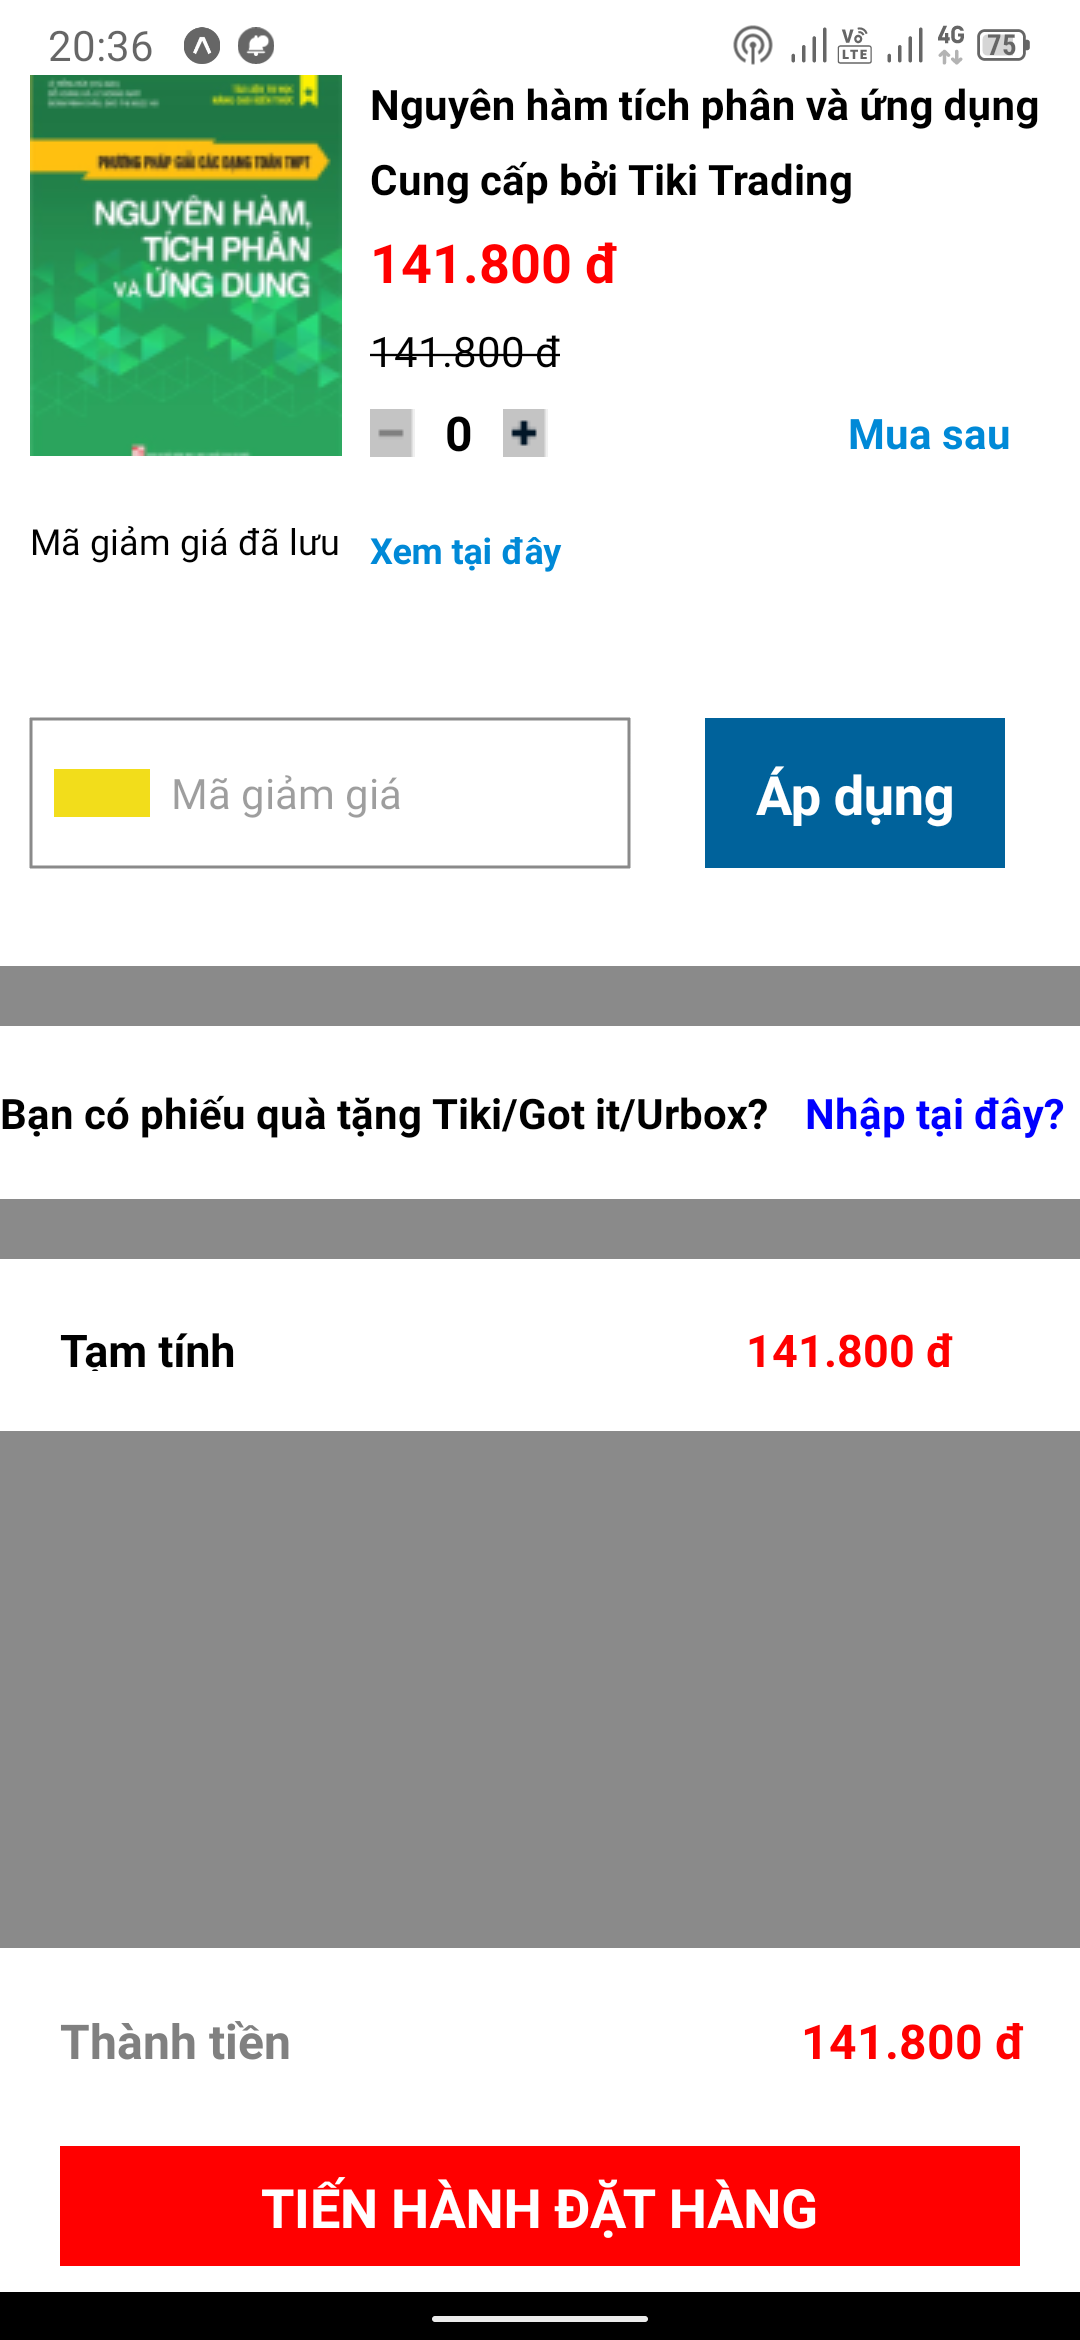 20:36
Vo
LTE
4G
75
PHƯƠNG PHÁP GIẢI CÁC DẠNG TOÁN THPT
NGUYÊN HÀM,
TÍCH PHÂN
VÀ ỨNG DỤNG
Nguyên hàm tích phân và ứng dụng
Cung cấp bởi Tiki Trading
141.800 đ
141.800 đ
0
Mua sau
Mã giảm giá đã lưu
Xem tại đây
Mã giảm giá
Áp dụng
Bạn có phiếu quà tặng Tiki/Got it/Urbox?
Nhập tại đây?
Tạm tính
141.800 đ
Thành tiền
141.800 đ
TIẾN HÀNH ĐẶT HÀNG